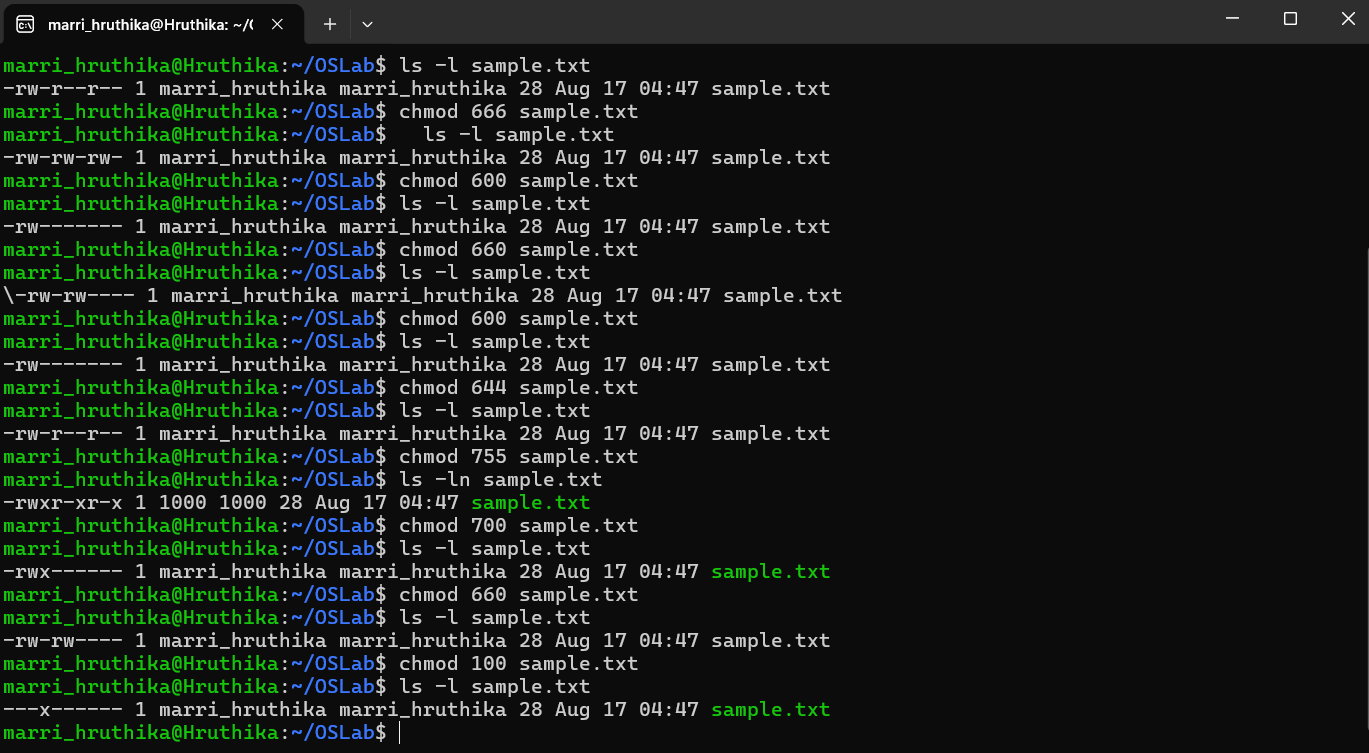 marri_hruthika@Hruthika: ~/(
marri_hruthika@Hruthika:~/OSLab$ ls -l sample.txt
-rw-r--r-- 1 marri_hruthika marri_hruthika 28 Aug 17 04:47 sample.txt
marri_hruthika@Hruthika:~/OSLab$ chmod 666 sample.txt
marri_hruthika@Hruthika:~/OSLab$   ls -l sample.txt
-rw-rw-rw- 1 marri_hruthika marri_hruthika 28 Aug 17 04:47 sample.txt
marri_hruthika@Hruthika:~/OSLab$ chmod 600 sample.txt
marri_hruthika@Hruthika:~/OSLab$ ls -l sample.txt
-rw------- 1 marri_hruthika marri_hruthika 28 Aug 17 04:47 sample.txt
marri_hruthika@Hruthika:~/OSLab$ chmod 660 sample.txt
marri_hruthika@Hruthika:~/OSLab$ ls -l sample.txt
\-rw-rw---- 1 marri_hruthika marri_hruthika 28 Aug 17 04:47 sample.txt
marri_hruthika@Hruthika:~/OSLab$ chmod 600 sample.txt
marri_hruthika@Hruthika:~/OSLab$ ls -l sample.txt
-rw------- 1 marri_hruthika marri_hruthika 28 Aug 17 04:47 sample.txt
marri_hruthika@Hruthika:~/OSLab$ chmod 644 sample.txt
marri_hruthika@Hruthika:~/OSLab$ ls -l sample.txt
-rw-r--r-- 1 marri_hruthika marri_hruthika 28 Aug 17 04:47 sample.txt
marri_hruthika@Hruthika:~/OSLab$ chmod 755 sample.txt
marri_hruthika@Hruthika:~/OSLab$ ls -ln sample.txt
-rwxr-xr-x 1 1000 1000 28 Aug 17 04:47 sample.txt
marri_hruthika@Hruthika:~/OSLab$ chmod 700 sample.txt
marri_hruthika@Hruthika:~/OSLab$ ls -l sample.txt
-rwx------ 1 marri_hruthika marri_hruthika 28 Aug 17 04:47 sample.txt
marri_hruthika@Hruthika:~/OSLab$ chmod 660 sample.txt
marri_hruthika@Hruthika:~/OSLab$ ls -l sample.txt
-rw-rw---- 1 marri_hruthika marri_hruthika 28 Aug 17 04:47 sample.txt
marri_hruthika@Hruthika:~/OSLab$ chmod 100 sample.txt
marri_hruthika@Hruthika:~/OSLab$ ls -l sample.txt
---x------ 1 marri_hruthika marri_hruthika 28 Aug 17 04:47 sample.txt
marri_hruthika@Hruthika:~/OSLab$